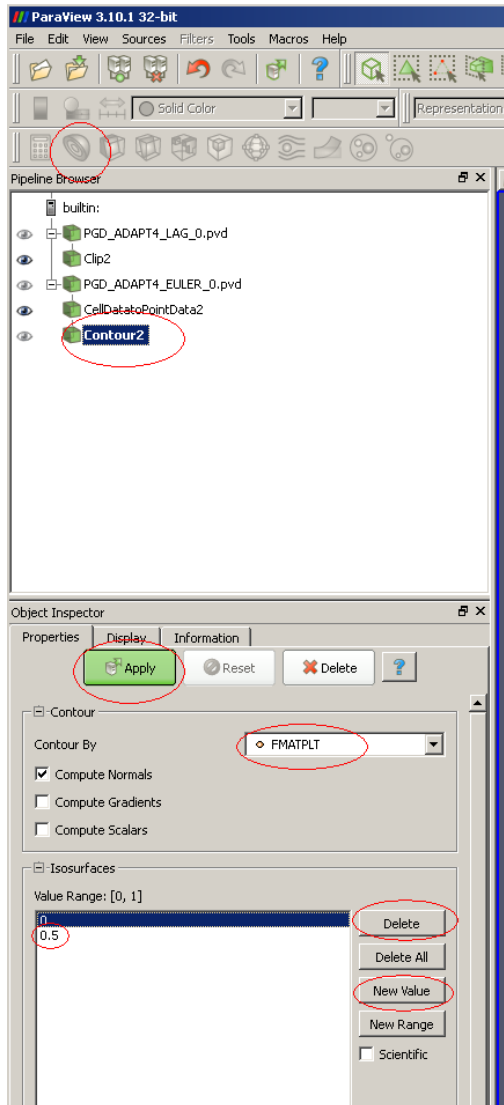 ParaView 3.10.1 32-bit
File Edit View Sources Filters Tools Macros Help
Solid Color Representation
Pipeline Browser
builtin:
PGD_ADAPT4_LAG_0.pvd
Clip2
PGD_ADAPT4_EULER_0.pvd
CellDatatoPointData2
Contour2
Object Inspector
Properties Display Information
Apply Reset Delete ?
Contour
Contour By FMATPLT
Compute Normals
Compute Gradients
Compute Scalars
Isosurfaces
Value Range: [0, 1]
0
0.5
Delete
Delete All
New Value
New Range
Scientific